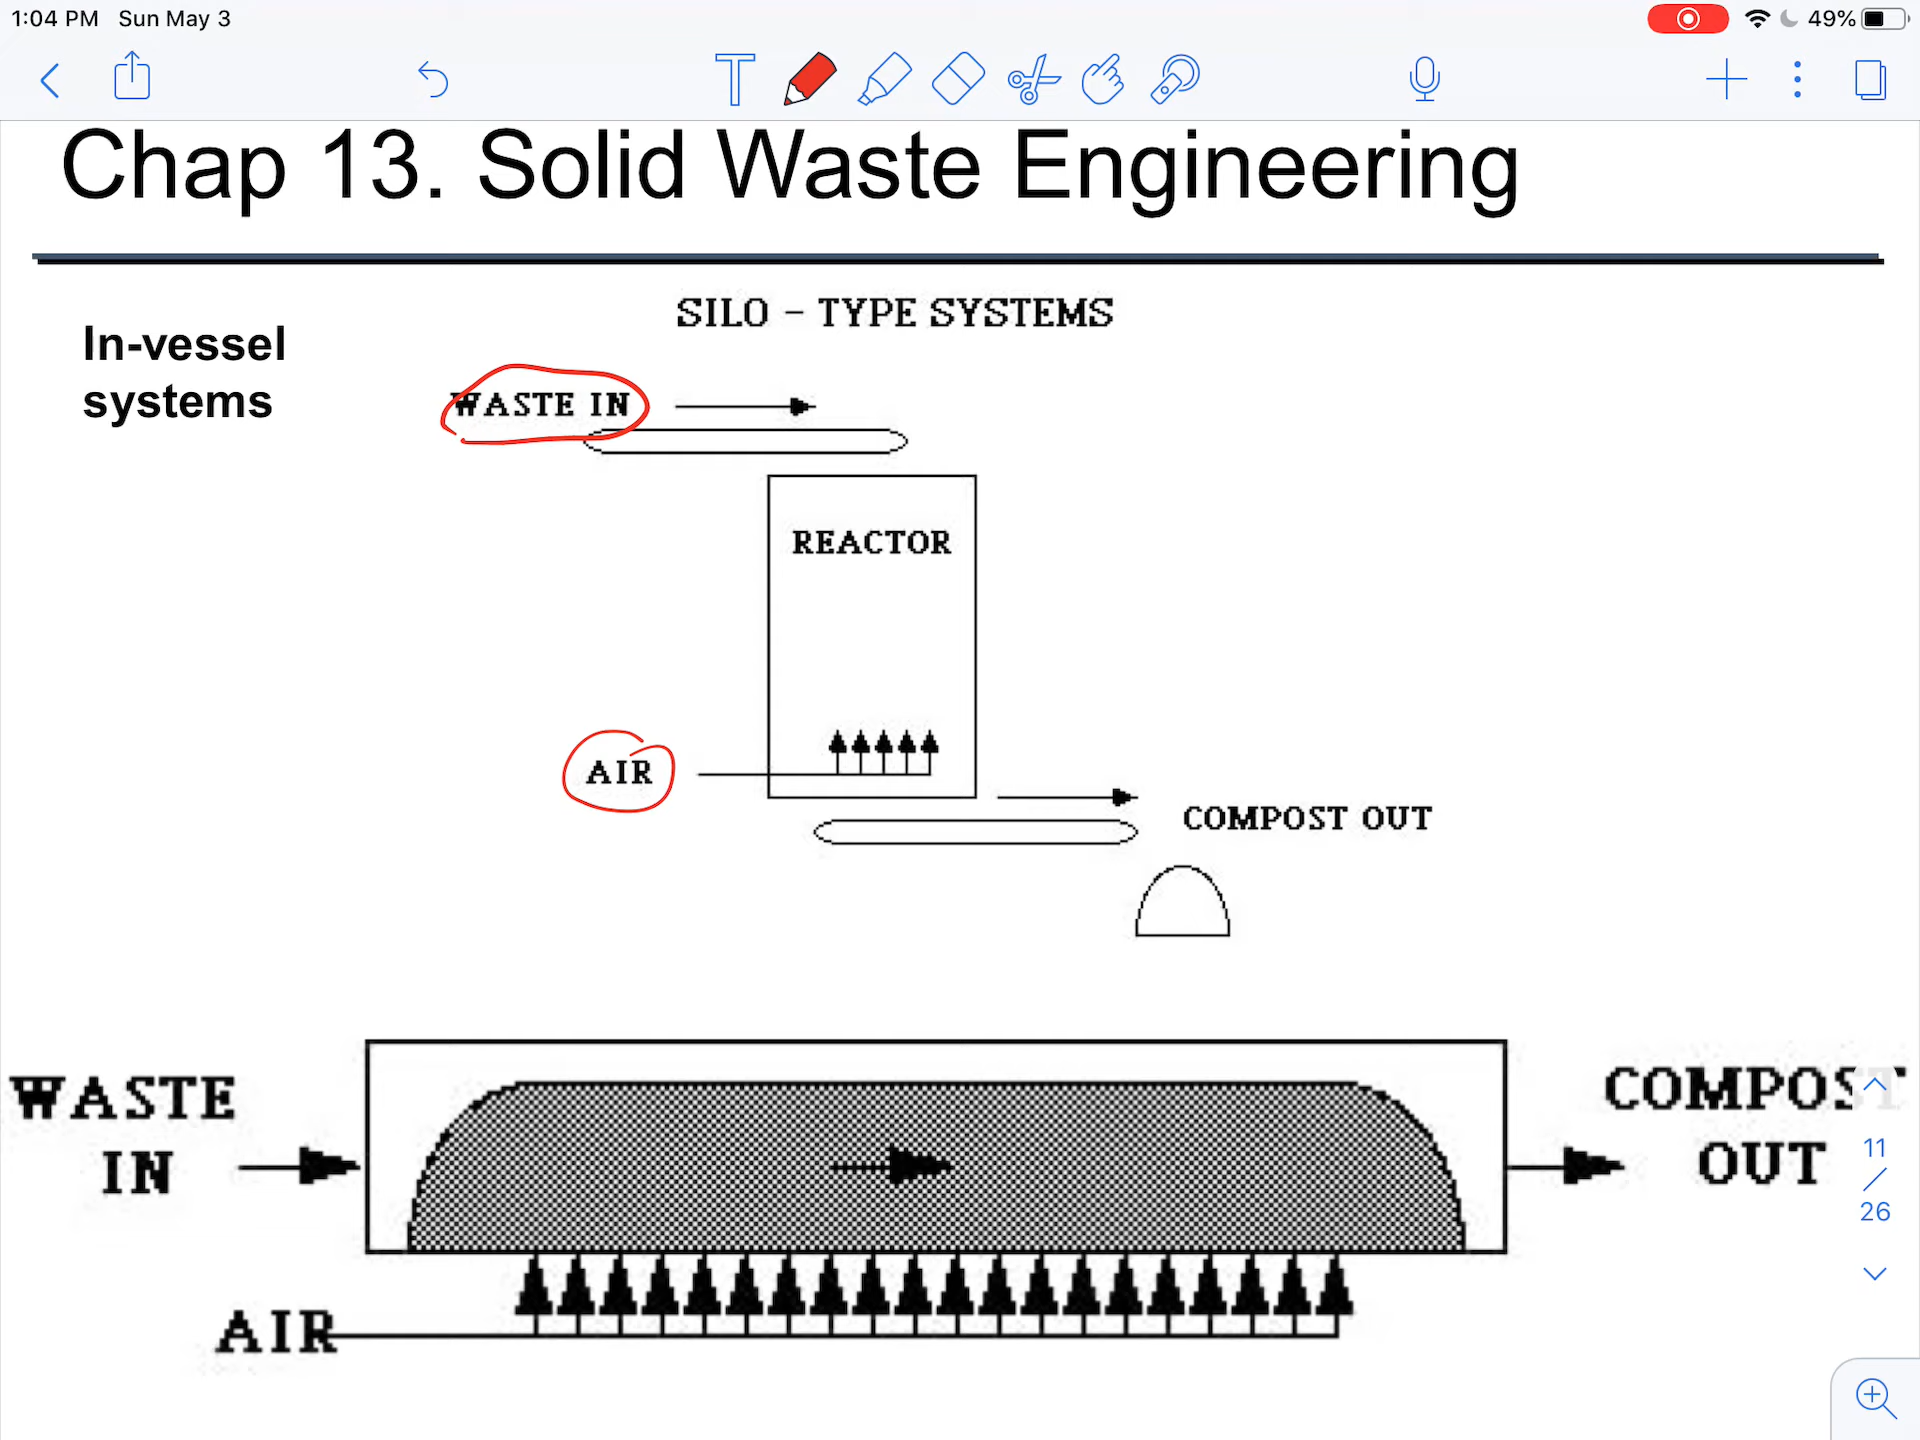 1:04 PM Sun May 3
49%
Chap 13. Solid Waste Engineering
In-vessel
systems
SILO - TYPE SYSTEMS
WASTE IN
REACTOR
AIR
COMPOST OUT
WASTE
IN
COMPOST
OUT
AIR
11
/
26